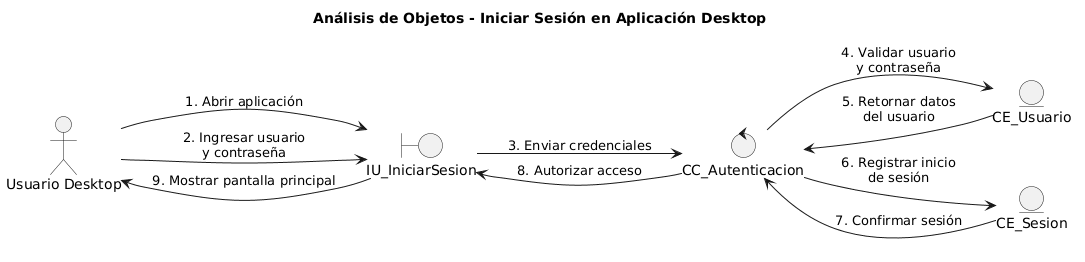 Análisis de Objetos - Iniciar Sesión en Aplicación Desktop
Usuario Desktop
1. Abrir aplicación
2. Ingresar usuario
y contraseña
9. Mostrar pantalla principal
IU_IniciarSesion
3. Enviar credenciales
8. Autorizar acceso
CC_Autenticacion
4. Validar usuario
y contraseña
5. Retornar datos
del usuario
6. Registrar inicio
de sesión
7. Confirmar sesión
CE_Usuario
CE_Sesion